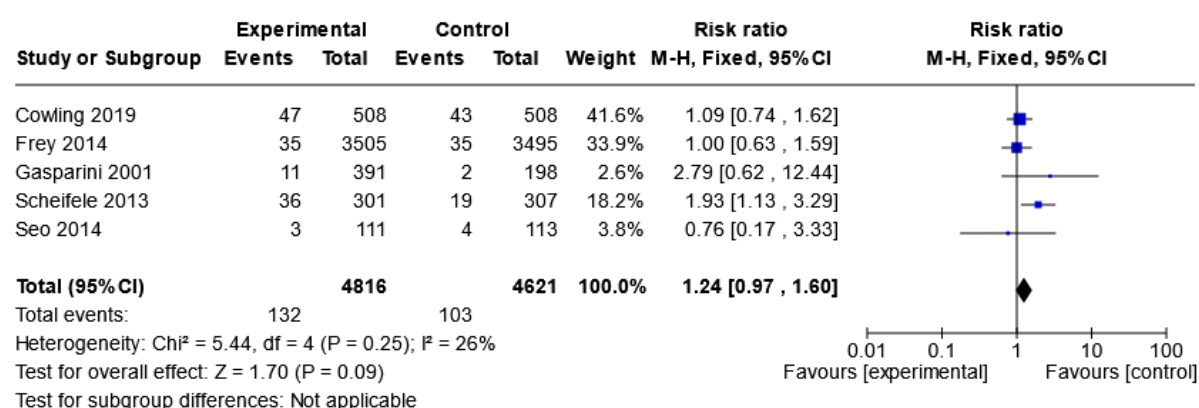 Experimental Control Risk ratio Risk ratio
Study or Subgroup Events Total Events Total Weight M-H, Fixed, 95% CI M-H, Fixed, 95% CI
Cowling 2019 47 508 43 508 41.6% 1.09 [0.74 , 1.62]
Frey 2014 35 3505 35 3495 33.9% 1.00 [0.63 , 1.59]
Gasparini 2001 11 391 2 198 2.6% 2.79 [0.62 , 12.44]
Scheifele 2013 36 301 19 307 18.2% 1.93 [1.13 , 3.29]
Seo 2014 3 111 4 113 3.8% 0.76 [0.17 , 3.33]
Total (95% CI) 4816 4621 100.0% 1.24 [0.97 , 1.60]
Total events: 132 103
Heterogeneity: Chi² = 5.44, df = 4 (P = 0.25); I² = 26%
Test for overall effect: Z = 1.70 (P = 0.09)
Test for subgroup differences: Not applicable
0.01 0.1 1 10 100
Favours [experimental] Favours [control]